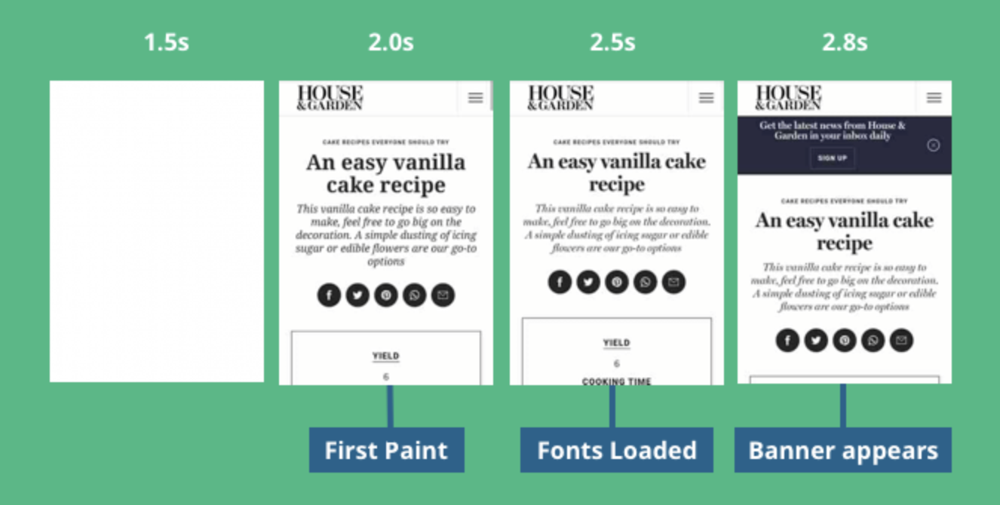 1.5s
2.0s
2.5s
2.8s
HOUSE
& GARDEN
CAKE RECIPES EVERYONE SHOULD TRY
An easy vanilla
cake recipe
This vanilla cake recipe is so easy to
make, feel free to go big on the
decoration. A simple dusting of icing
sugar or edible flowers are our go-to
options
YIELD
6
First Paint
HOUSE
& GARDEN
CAKE RECIPES EVERYONE SHOULD TRY
An easy vanilla cake
recipe
This vanilla cake recipe is so easy to
make, feel free to go big on the decoration.
A simple dusting of icing sugar or edible
flowers are our go-to options
YIELD
6
COOKING TIME
Fonts Loaded
HOUSE
& GARDEN
Get the latest news from House &
Garden in your inbox daily
SIGN UP
CAKE RECIPES EVERYONE SHOULD TRY
An easy vanilla cake
recipe
This vanilla cake recipe is so easy to
make, feel free to go big on the decoration.
A simple dusting of icing sugar or edible
flowers are our go-to options
Banner appears